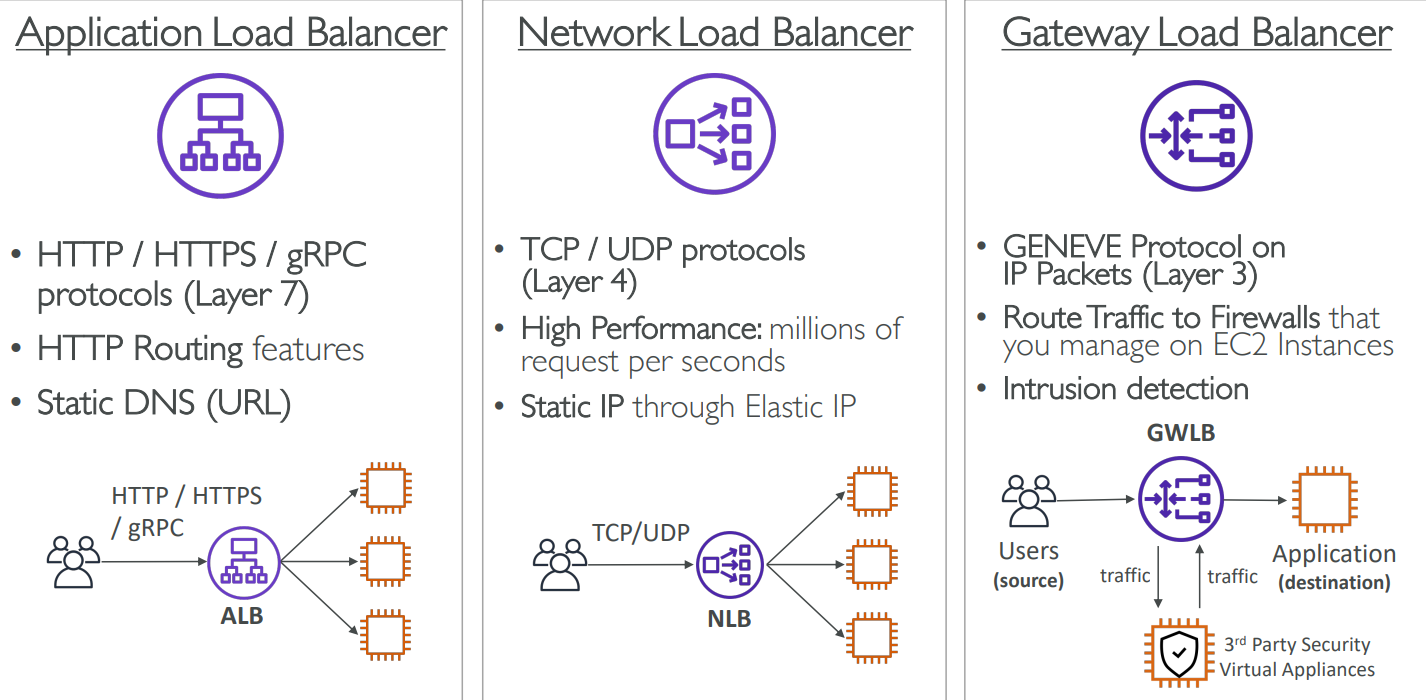 Application Load Balancer
• HTTP / HTTPS / gRPC
protocols (Layer 7)
• HTTP Routing features
• Static DNS (URL)
HTTP / HTTPS
/ gRPC
ALB
Network Load Balancer
• TCP / UDP protocols
(Layer 4)
• High Performance: millions of
request per seconds
• Static IP through Elastic IP
TCP/UDP
NLB
Gateway Load Balancer
• GENEVE Protocol on
IP Packets (Layer 3)
• Route Traffic to Firewalls that
you manage on EC2 Instances
• Intrusion detection
GWLB
Users
(source)
Application
(destination)
traffic
traffic
3rd Party Security
Virtual Appliances